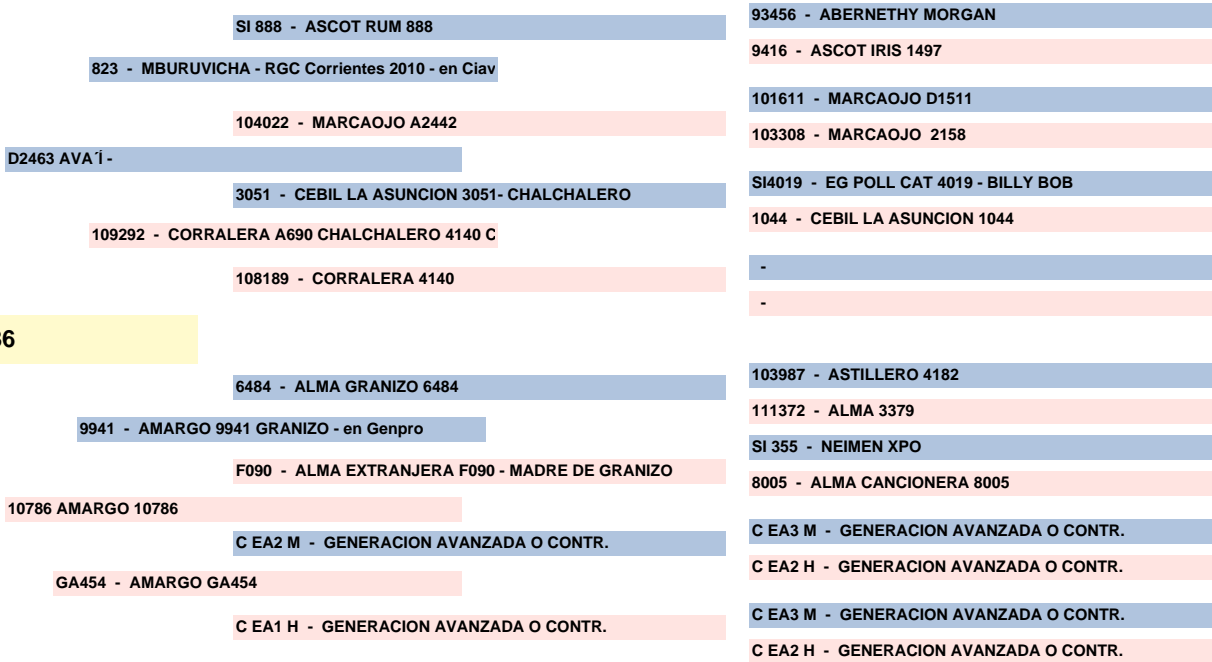 93456 - ABERNETHY MORGAN
SI 888 - ASCOT RUM 888
9416 - ASCOT IRIS 1497
823 - MBURUVICHA - RGC Corrientes 2010 - en Ciav
101611 - MARCAOJO D1511
104022 - MARCAOJO A2442
103308 - MARCAOJO 2158
D2463 AVA´Í -
SI4019 - EG POLL CAT 4019 - BILLY BOB
3051 - CEBIL LA ASUNCION 3051- CHALCHALERO
1044 - CEBIL LA ASUNCION 1044
109292 - CORRALERA A690 CHALCHALERO 4140 C
-
108189 - CORRALERA 4140
-
6
103987 - ASTILLERO 4182
6484 - ALMA GRANIZO 6484
111372 - ALMA 3379
9941 - AMARGO 9941 GRANIZO - en Genpro
SI 355 - NEIMEN XPO
F090 - ALMA EXTRANJERA F090 - MADRE DE GRANIZO
8005 - ALMA CANCIONERA 8005
10786 AMARGO 10786
C EA3 M - GENERACION AVANZADA O CONTR.
C EA2 M - GENERACION AVANZADA O CONTR.
C EA2 H - GENERACION AVANZADA O CONTR.
GA454 - AMARGO GA454
C EA3 M - GENERACION AVANZADA O CONTR.
C EA1 H - GENERACION AVANZADA O CONTR.
C EA2 H - GENERACION AVANZADA O CONTR.